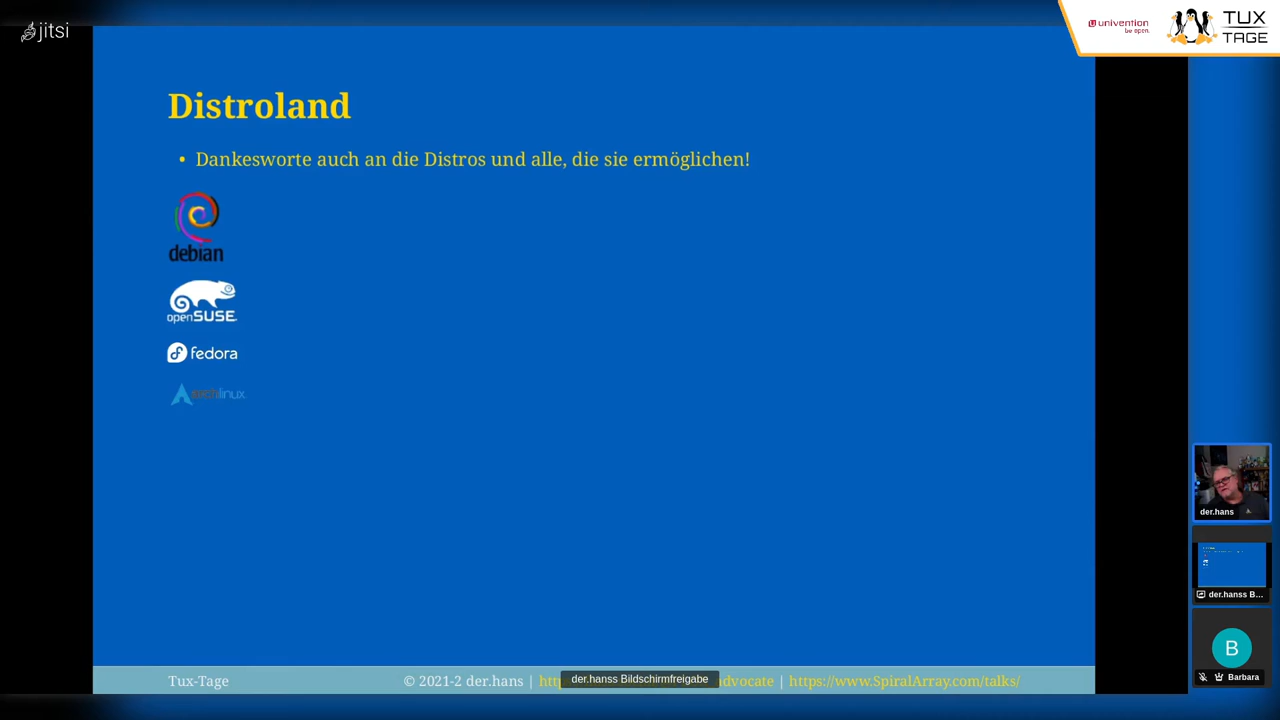 jitsi
univention
be open.
TUX
TAGE
Distroland
• Dankesworte auch an die Distros und alle, die sie ermöglichen!
debian
openSUSE
fedora
archlinux
der.hans
der.hanss B...
B
Barbara
Tux-Tage
© 2021-2 der.hans | advocate | https://www.SpiralArray.com/talks/
der.hanss Bildschirmfreigabe